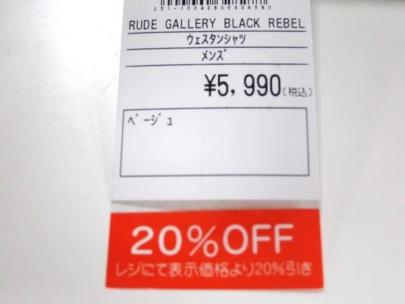 RUDE GALLERY BLACK REBEL
ウェスタンシャツ
メンズ
¥5,990(税込)
ベージュ
20%OFF
レジにて表示価格より20%引き